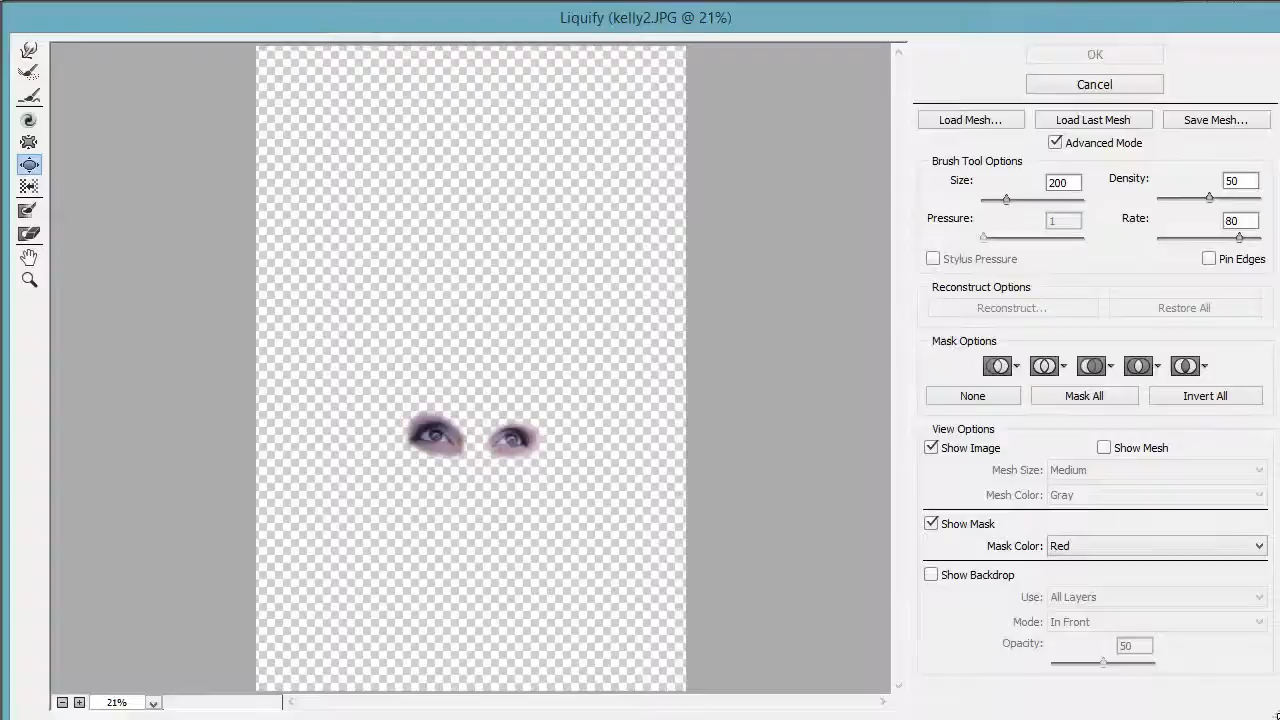 Liquify (kelly2.JPG @ 21%)
OK
Cancel
Load Mesh... Load Last Mesh Save Mesh...
Advanced Mode
Brush Tool Options
Size: 200 Density: 50
Pressure: 1 Rate: 80
Stylus Pressure Pin Edges
Reconstruct Options
Reconstruct... Restore All
Mask Options
None Mask All Invert All
View Options
Show Image Show Mesh
Mesh Size: Medium
Mesh Color: Gray
Show Mask
Mask Color: Red
Show Backdrop
Use: All Layers
Mode: In Front
Opacity: 50
21%